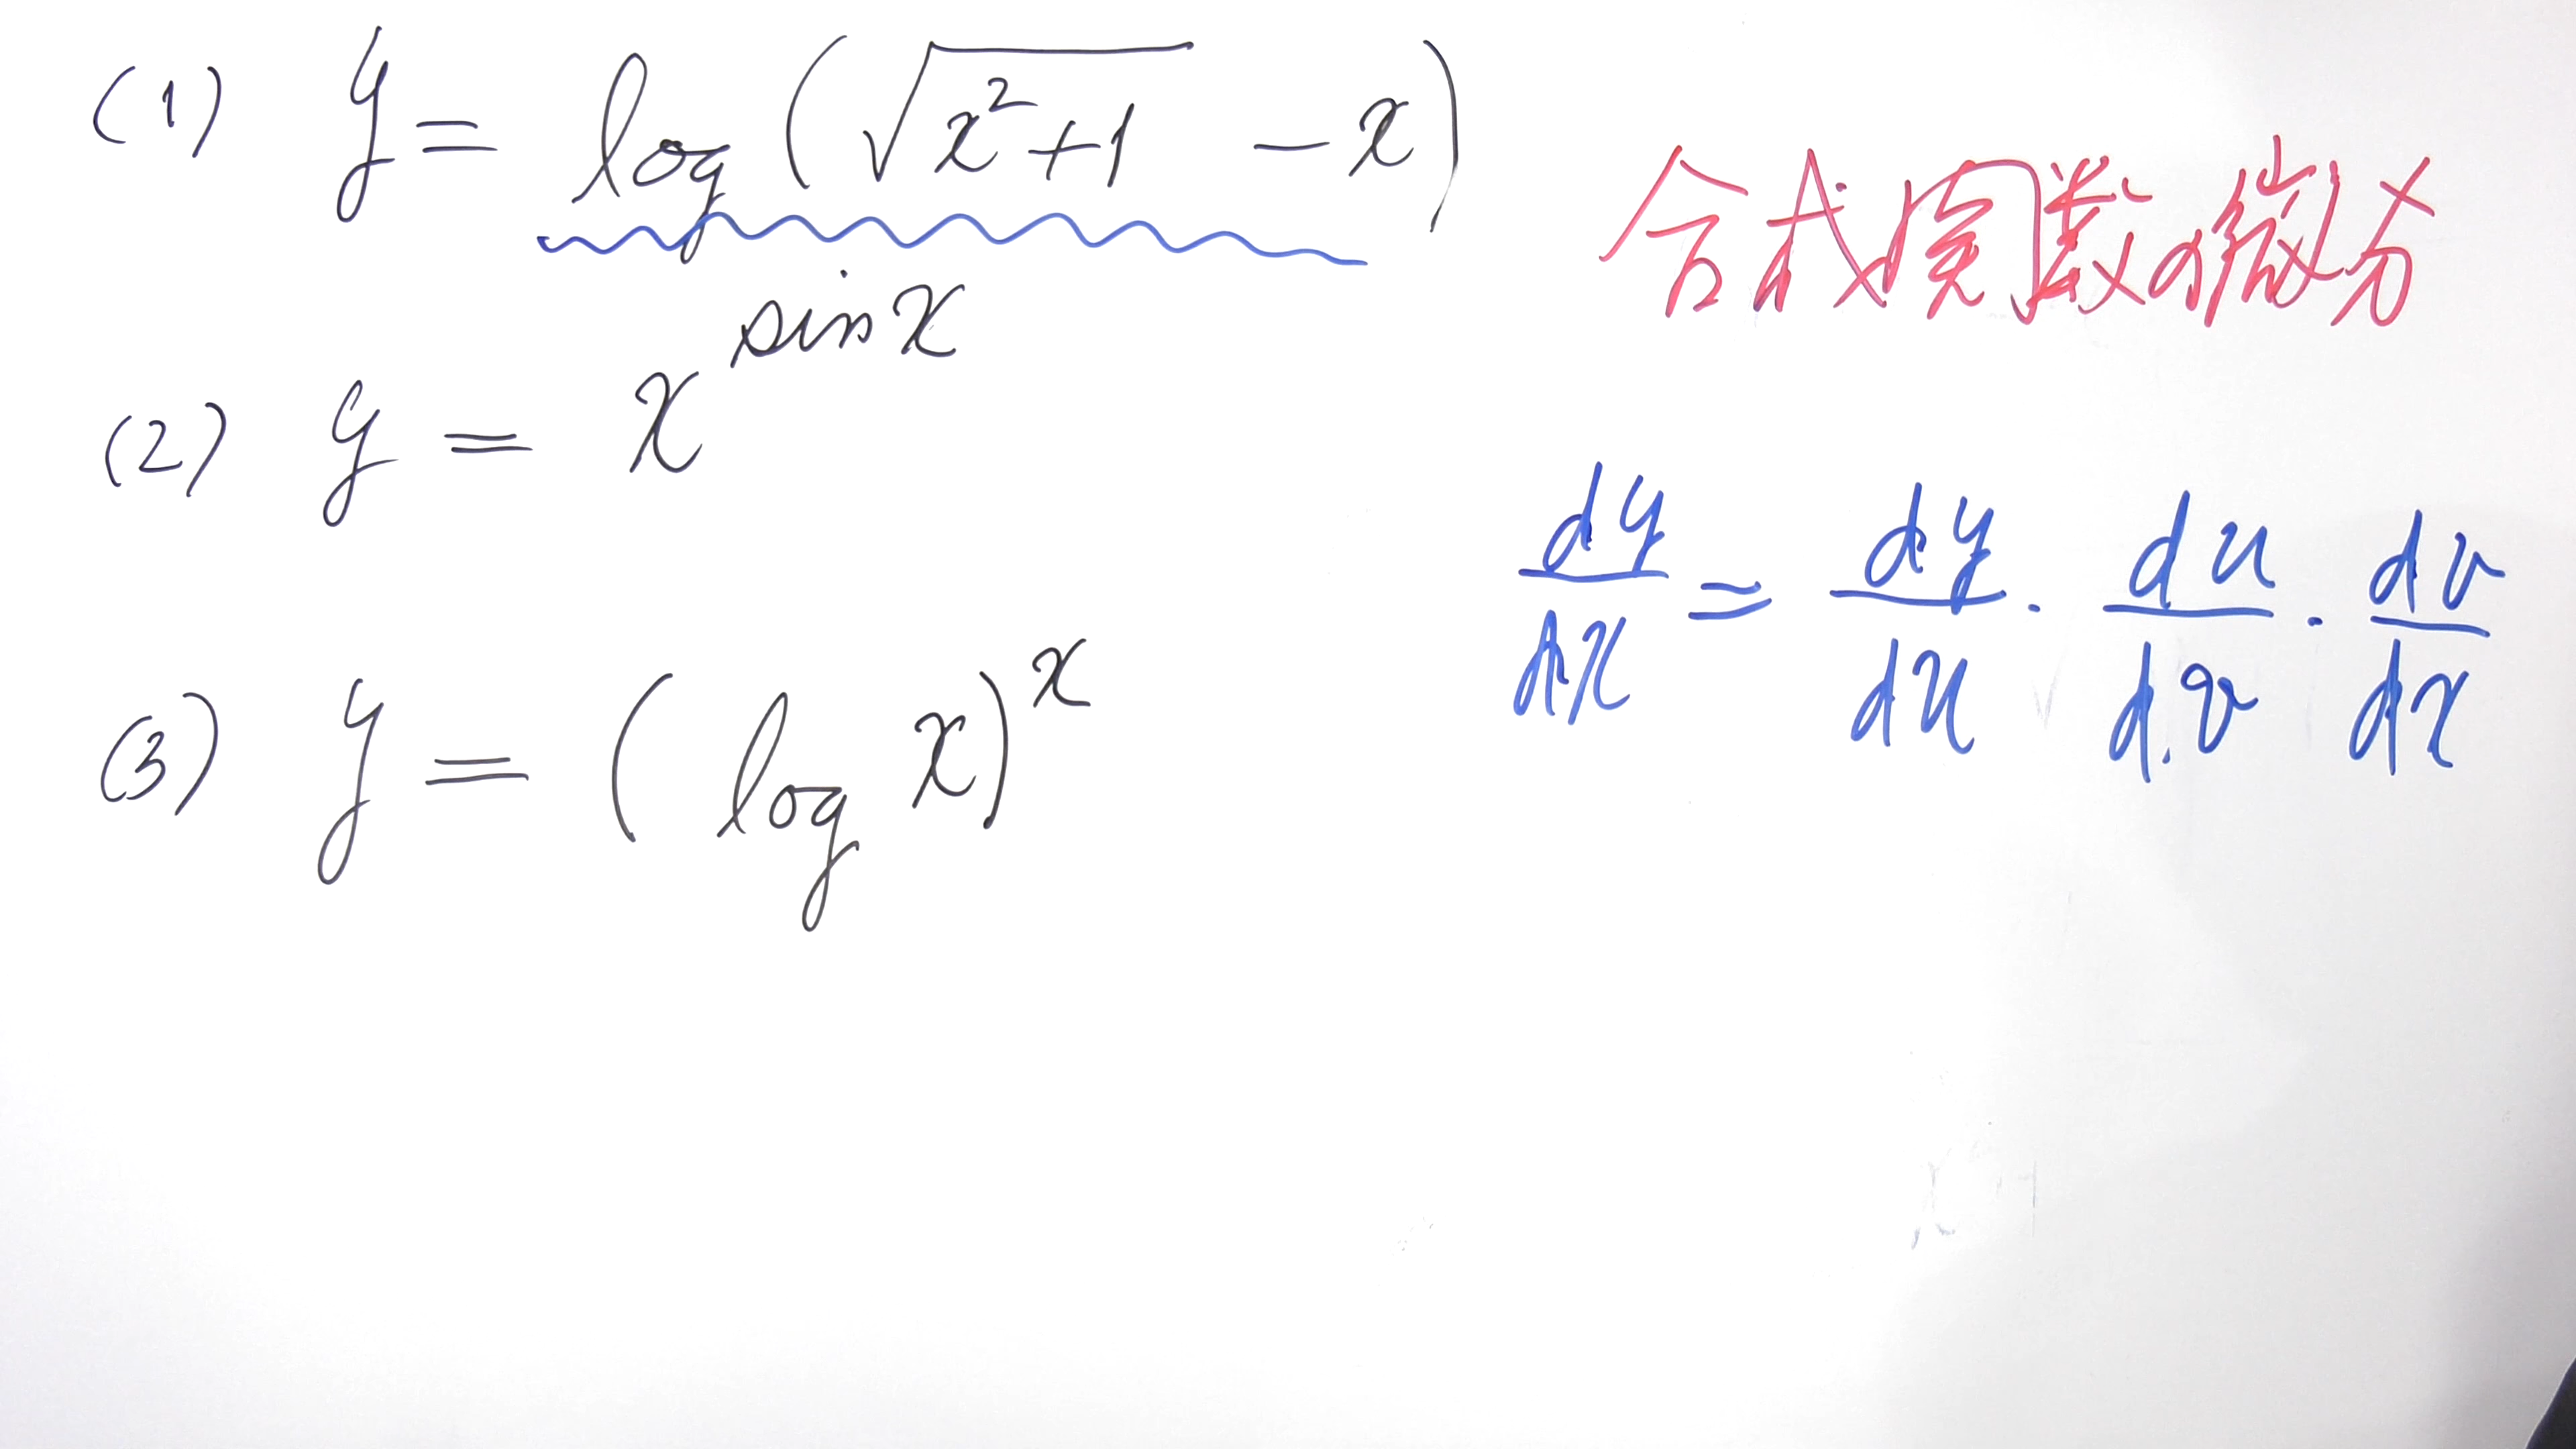 (1) y = log (√(x²+1) - x)
合成関数の微分
(2) y = x^(sin x)
dy/dx = dy/du · du/dv · dv/dx
(3) y = (log x)^x